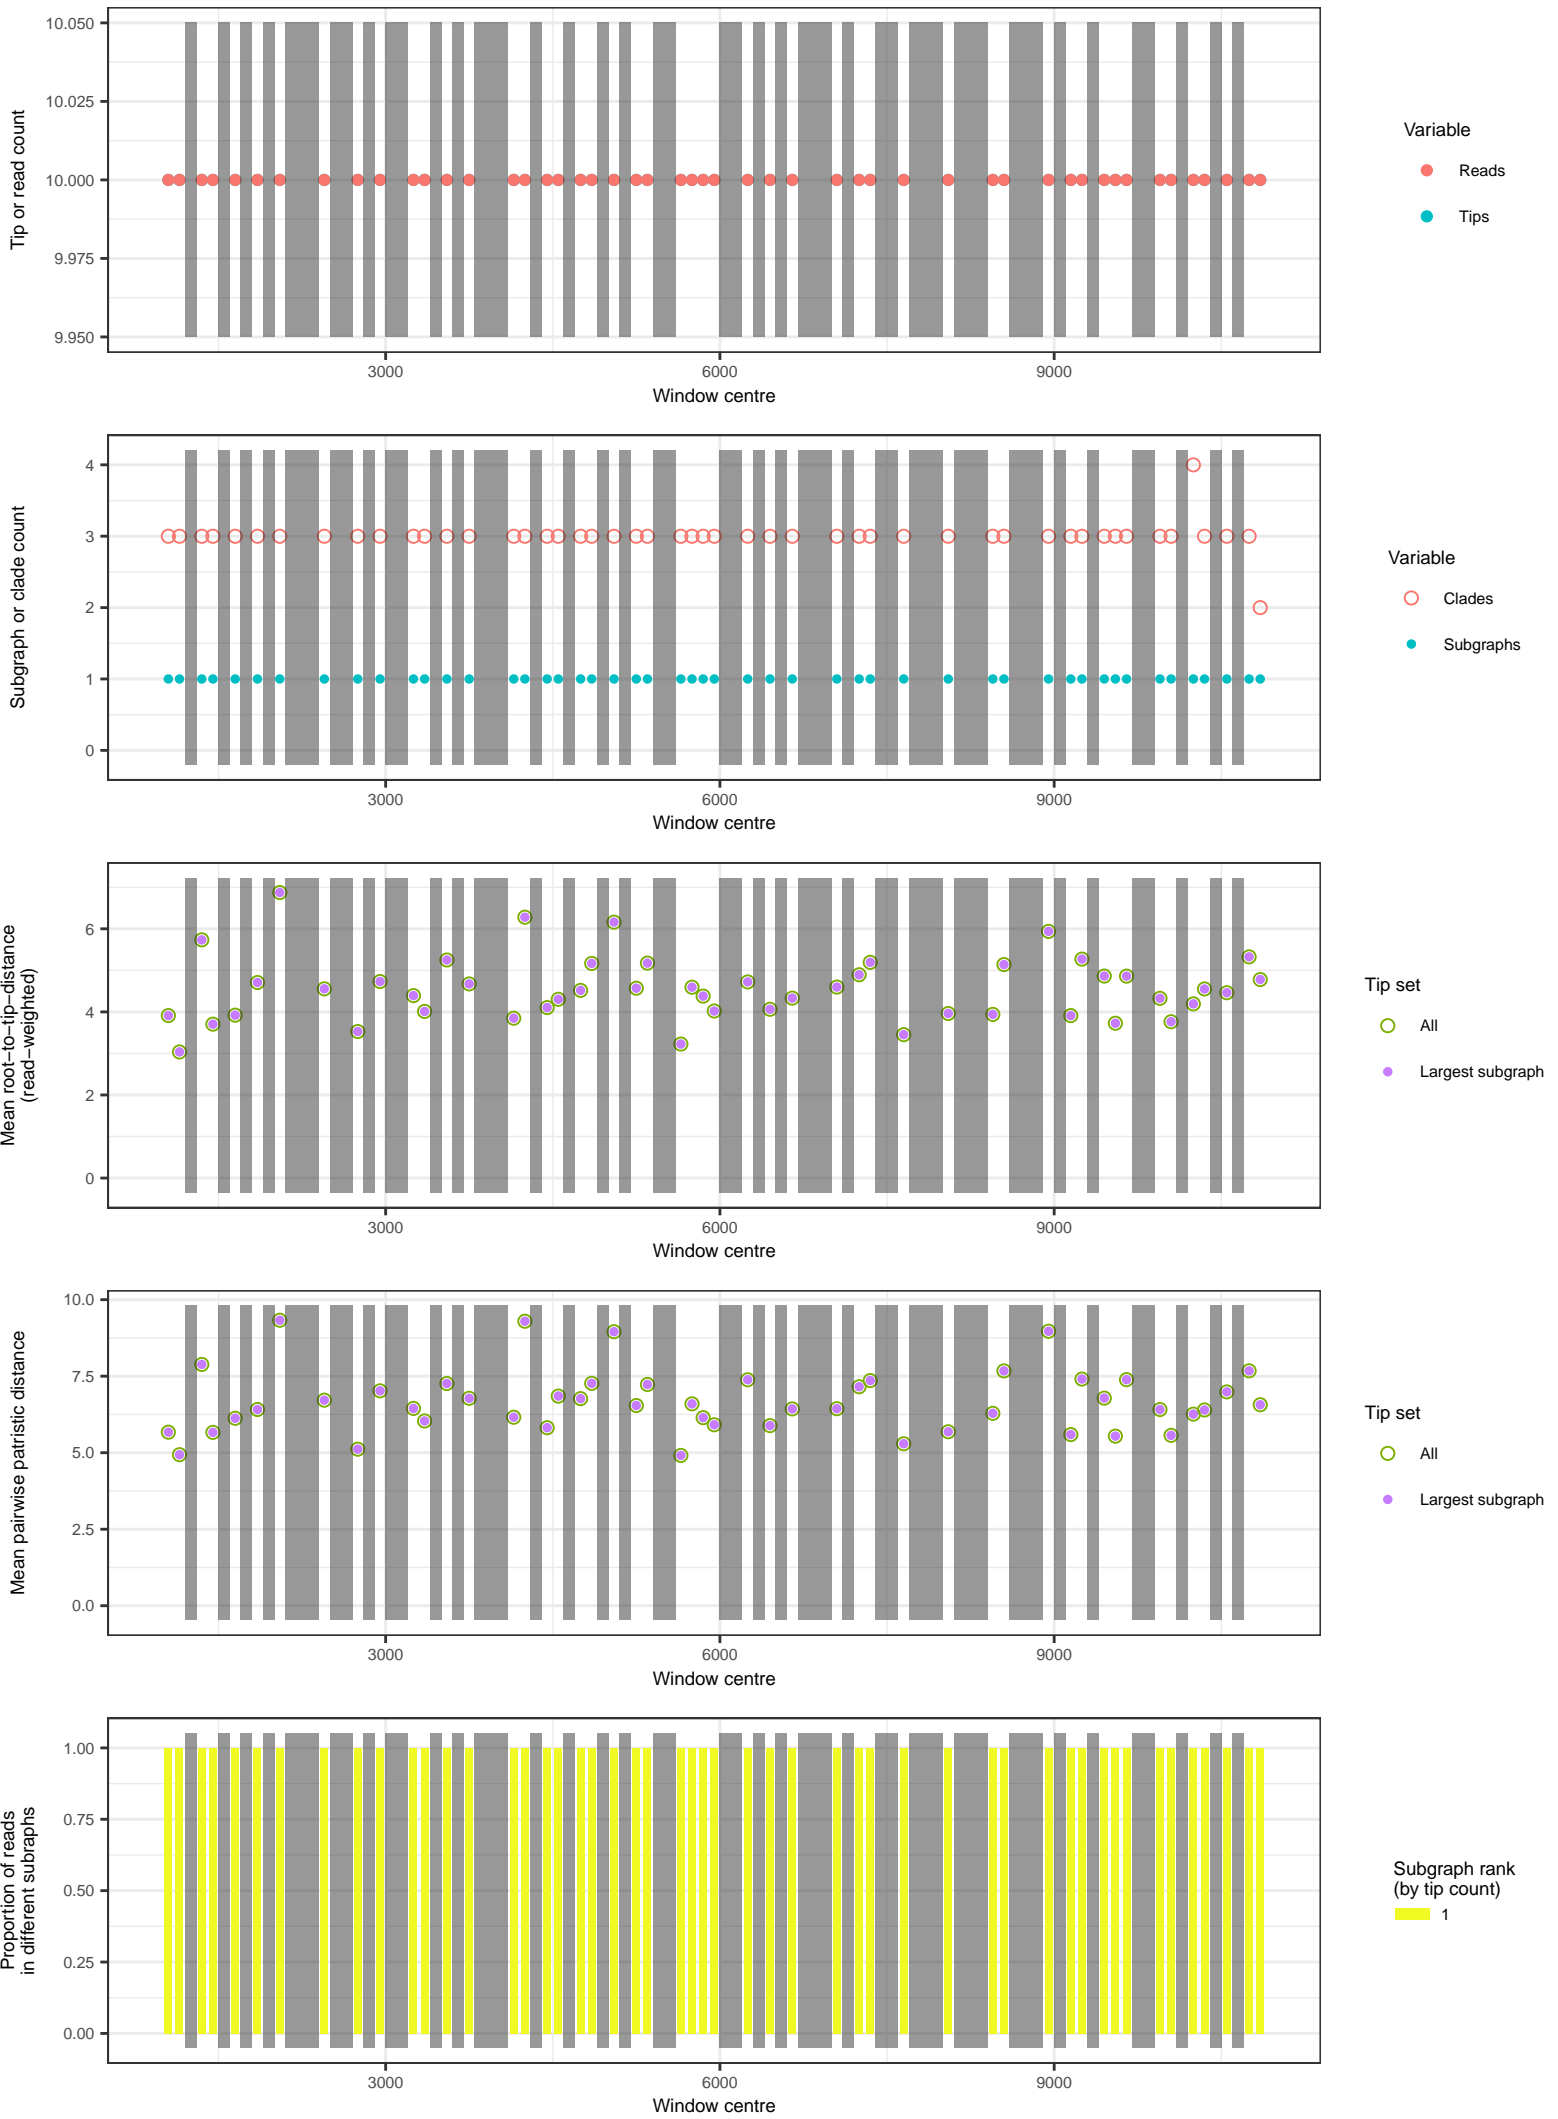 10.050
10.025
10.000
9.975
9.950
Tip or read count
3000
6000
9000
Window centre
Variable
Reads
Tips
4
3
2
1
0
Subgraph or clade count
3000
6000
9000
Window centre
Variable
Clades
Subgraphs
6
4
2
0
Mean root−to−tip−distance
(read−weighted)
3000
6000
9000
Window centre
Tip set
All
Largest subgraph
10.0
7.5
5.0
2.5
0.0
Mean pairwise patristic distance
3000
6000
9000
Window centre
Tip set
All
Largest subgraph
1.00
0.75
0.50
0.25
0.00
Proportion of reads
in different subraphs
3000
6000
9000
Window centre
Subgraph rank
(by tip count)
1